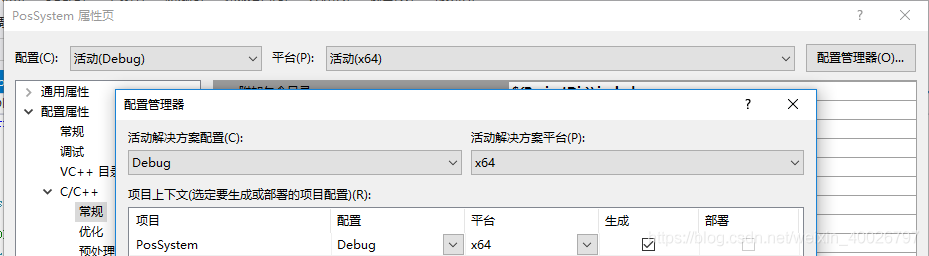 PosSystem 属性页
配置(C): 活动(Debug) 平台(P): 活动(x64) 配置管理器(O)...
通用属性
配置属性
常规
调试
VC++ 目
C/C++
常规
优化
预处理
配置管理器
活动解决方案配置(C): 活动解决方案平台(P):
Debug x64
项目上下文(选定要生成或部署的项目配置)(R):
项目 配置 平台 生成 部署
PosSystem Debug x64
https://blog.csdn.net/weixin_40026797